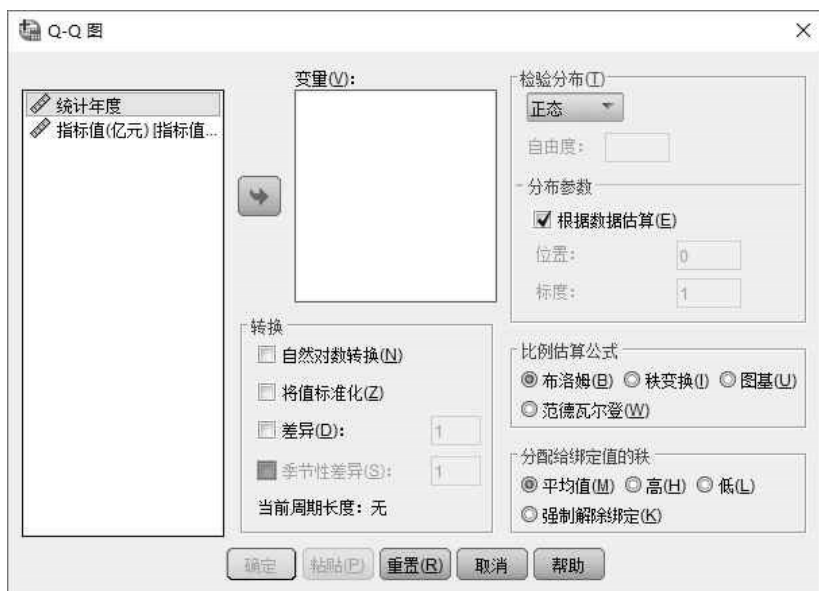 Q-Q 图
统计年度
指标值(亿元) [指标值...
变量(V):
检验分布(T)
正态
自由度:
分布参数
根据数据估算(E)
位置: 0
标度: 1
转换
自然对数转换(N)
将值标准化(Z)
差异(D): 1
季节性差异(S): 1
当前周期长度: 无
比例估算公式
布洛姆(B) 秩变换(I) 图基(U)
范德瓦尔登(W)
分配给绑定值的秩
平均值(M) 高(H) 低(L)
强制解除绑定(K)
确定 粘贴(P) 重置(R) 取消 帮助